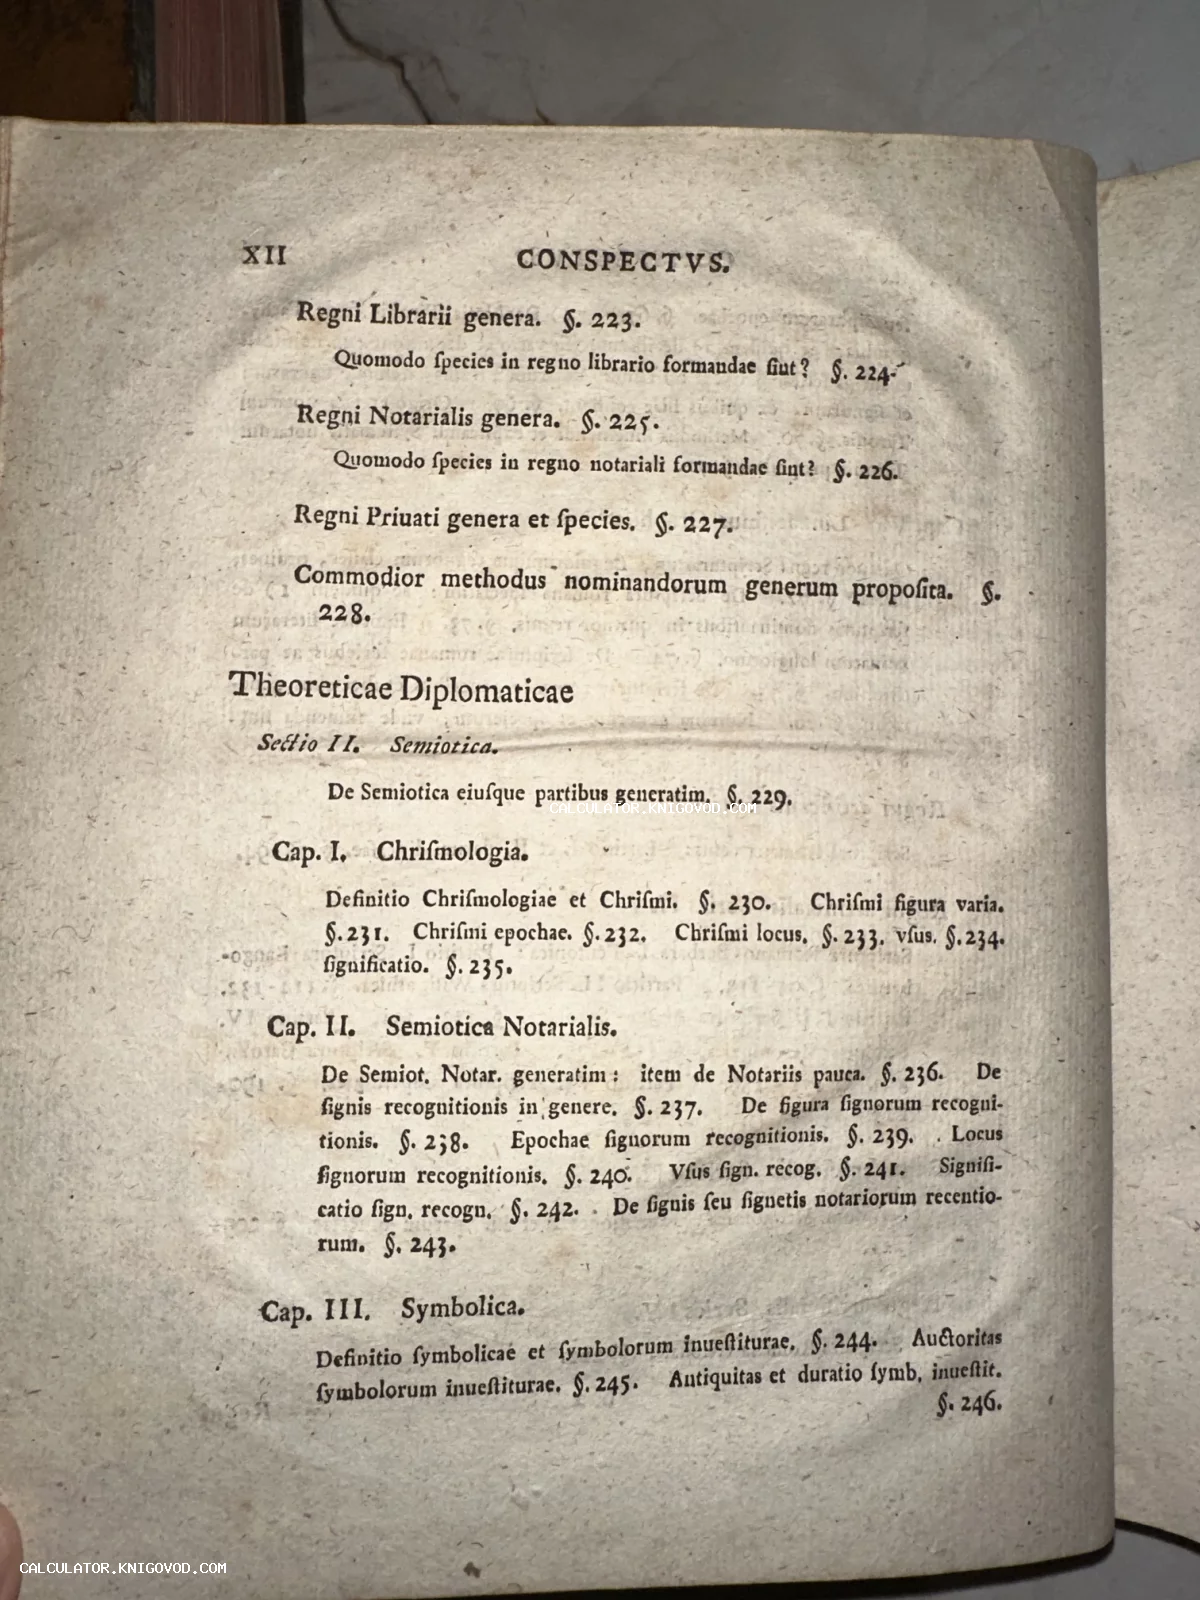 XII CONSPECTVS.
Regni Librarii genera. §. 223.
Quomodo ſpecies in regno librario formandae ſint? §. 224.
Regni Notarialis genera. §. 225.
Quomodo ſpecies in regno notariali formandae ſint? §. 226.
Regni Priuati genera et ſpecies. §. 227.
Commodior methodus nominandorum generum propoſita. §.
228.
Theoreticae Diplomaticae
Sectio II. Semiotica.
De Semiotica eiuſque partibus generatim. §. 229.
CALCULATOR.KNIGOVOD.COM
Cap. I. Chriſmologia.
Definitio Chriſmologiae et Chriſmi. §. 230. Chriſmi figura varia.
§. 231. Chriſmi epochae. §. 232. Chriſmi locus. §. 233. vſus. §. 234.
ſignificatio. §. 235.
Cap. II. Semiotica Notarialis.
De Semiot. Notar. generatim: item de Notariis pauca. §. 236. De
ſignis recognitionis in genere. §. 237. De figura ſignorum recogni-
tionis. §. 238. Epochae ſignorum recognitionis. §. 239. Locus
ſignorum recognitionis. §. 240. Vſus ſign. recog. §. 241. Signifi-
catio ſign. recogn. §. 242. De ſignis ſeu ſignetis notariorum recentio-
rum. §. 243.
Cap. III. Symbolica.
Definitio ſymbolicae et ſymbolorum inueſtiturae. §. 244. Auctoritas
ſymbolorum inueſtiturae. §. 245. Antiquitas et duratio ſymb. inueſtit.
§. 246.
CALCULATOR.KNIGOVOD.COM